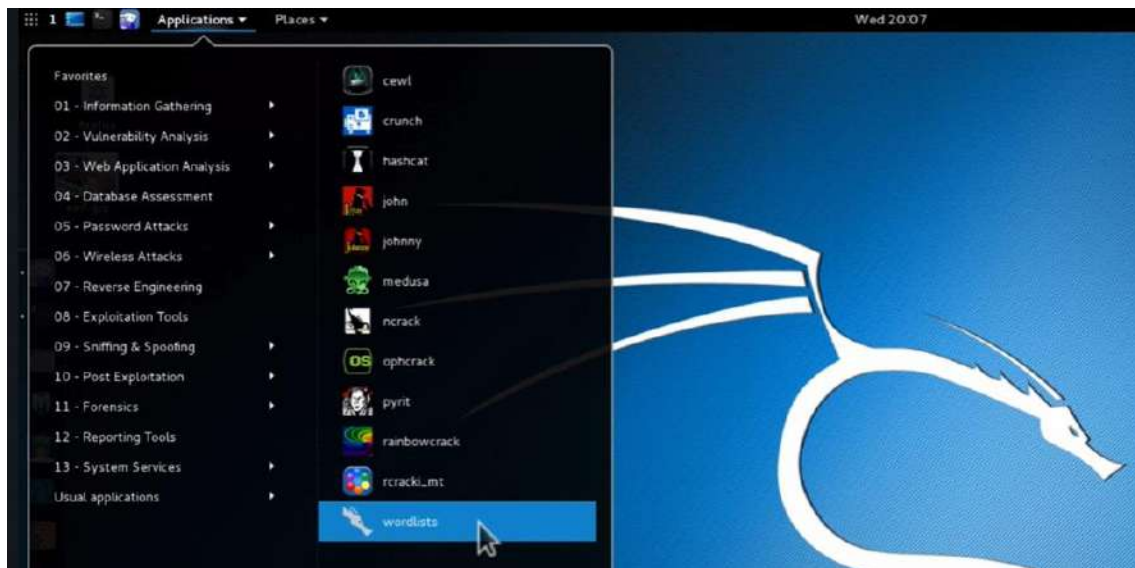 1 Applications Places Wed 20:07
Favorites
01 - Information Gathering
02 - Vulnerability Analysis
03 - Web Application Analysis
04 - Database Assessment
05 - Password Attacks
06 - Wireless Attacks
07 - Reverse Engineering
08 - Exploitation Tools
09 - Sniffing & Spoofing
10 - Post Exploitation
11 - Forensics
12 - Reporting Tools
13 - System Services
Usual applications
cewl
crunch
hashcat
john
johnny
medusa
ncrack
OS ophcrack
pyrit
rainbowcrack
rcracki_mt
wordlists